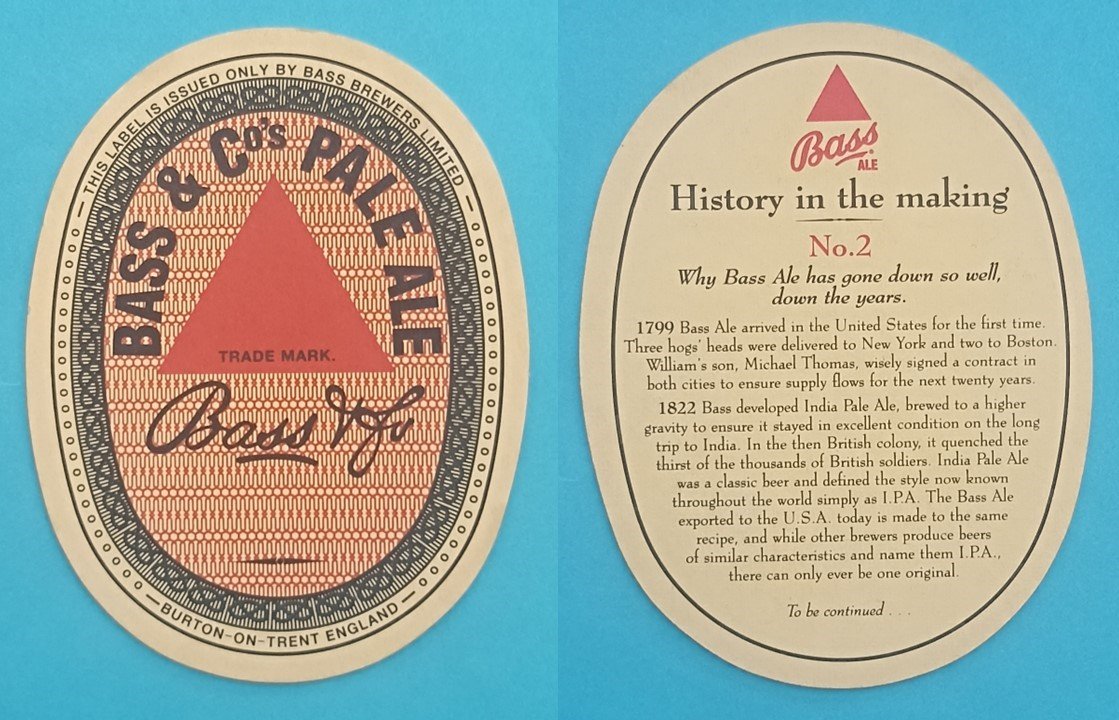 — THIS LABEL IS ISSUED ONLY BY BASS BREWERS LIMITED —
BASS & Co's PALE ALE
TRADE MARK.
Bass & Co
— BURTON-ON-TRENT ENGLAND —
Bass
ALE
History in the making
No.2
Why Bass Ale has gone down so well,
down the years.
1799 Bass Ale arrived in the United States for the first time.
Three hogs' heads were delivered to New York and two to Boston.
William's son, Michael Thomas, wisely signed a contract in
both cities to ensure supply flows for the next twenty years.
1822 Bass developed India Pale Ale, brewed to a higher
gravity to ensure it stayed in excellent condition on the long
trip to India. In the then British colony, it quenched the
thirst of the thousands of British soldiers. India Pale Ale
was a classic beer and defined the style now known
throughout the world simply as I.P.A. The Bass Ale
exported to the U.S.A. today is made to the same
recipe, and while other brewers produce beers
of similar characteristics and name them I.P.A.,
there can only ever be one original.
To be continued . . .